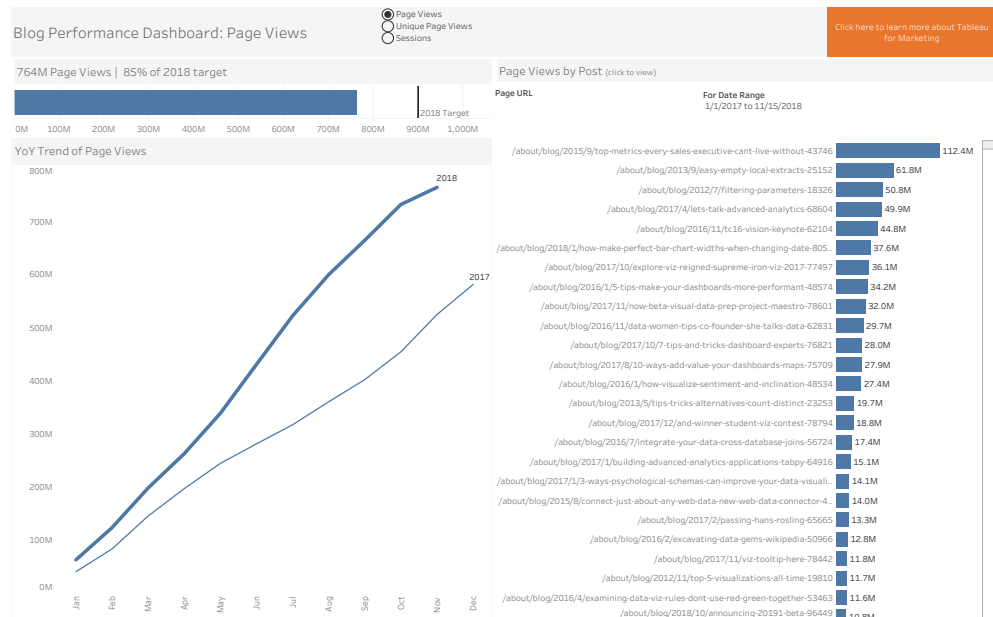 Blog Performance Dashboard: Page Views
Page Views
Unique Page Views
Sessions
Click here to learn more about Tableau
for Marketing
764M Page Views | 85% of 2018 target
2018 Target
0M 100M 200M 300M 400M 500M 600M 700M 800M 900M 1,000M
YoY Trend of Page Views
800M
700M
600M
500M
400M
300M
200M
100M
0M
2018
2017
Jan Feb Mar Apr May Jun Jul Aug Sep Oct Nov Dec
Page Views by Post (click to view)
Page URL
For Date Range
1/1/2017 to 11/15/2018
/about/blog/2015/9/top-metrics-every-sales-executive-cant-live-without-43746 112.4M
/about/blog/2013/9/easy-empty-local-extracts-25152 61.8M
/about/blog/2012/7/filtering-parameters-18326 50.8M
/about/blog/2017/4/lets-talk-advanced-analytics-68604 49.9M
/about/blog/2016/11/tc16-vision-keynote-62104 44.8M
/about/blog/2018/1/how-make-perfect-bar-chart-widths-when-changing-date-805.. 37.6M
/about/blog/2017/10/explore-viz-reigned-supreme-iron-viz-2017-77497 36.1M
/about/blog/2016/1/5-tips-make-your-dashboards-more-performant-48574 34.2M
/about/blog/2017/11/now-beta-visual-data-prep-project-maestro-78601 32.0M
/about/blog/2016/11/data-women-tips-co-founder-she-talks-data-62831 29.7M
/about/blog/2017/10/7-tips-and-tricks-dashboard-experts-76821 28.0M
/about/blog/2017/8/10-ways-add-value-your-dashboards-maps-75709 27.9M
/about/blog/2016/1/how-visualize-sentiment-and-inclination-48534 27.4M
/about/blog/2013/5/tips-tricks-alternatives-count-distinct-23253 19.7M
/about/blog/2017/12/and-winner-student-viz-contest-78794 18.8M
/about/blog/2016/7/integrate-your-data-cross-database-joins-56724 17.4M
/about/blog/2017/1/building-advanced-analytics-applications-tabpy-64916 15.1M
/about/blog/2017/1/3-ways-psychological-schemas-can-improve-your-data-visuali.. 14.1M
/about/blog/2015/8/connect-just-about-any-web-data-new-web-data-connector-4.. 14.0M
/about/blog/2017/2/passing-hans-rosling-65665 13.3M
/about/blog/2016/2/excavating-data-gems-wikipedia-50966 12.8M
/about/blog/2017/11/viz-tooltip-here-78442 11.8M
/about/blog/2012/11/top-5-visualizations-all-time-19810 11.7M
/about/blog/2016/4/examining-data-viz-rules-dont-use-red-green-together-53463 11.6M
/about/blog/2018/10/announcing-20191-beta-96449 10.8M